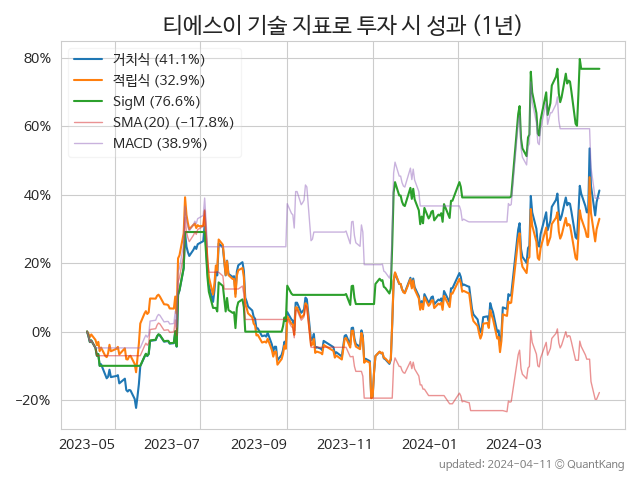 티에스이 기술 지표로 투자 시 성과 (1년)
80%
60%
40%
20%
0%
−20%
거치식 (41.1%)
적립식 (32.9%)
SigM (76.6%)
SMA(20) (−17.8%)
MACD (38.9%)
2023-05
2023-07
2023-09
2023-11
2024-01
2024-03
updated: 2024-04-11 © QuantKang